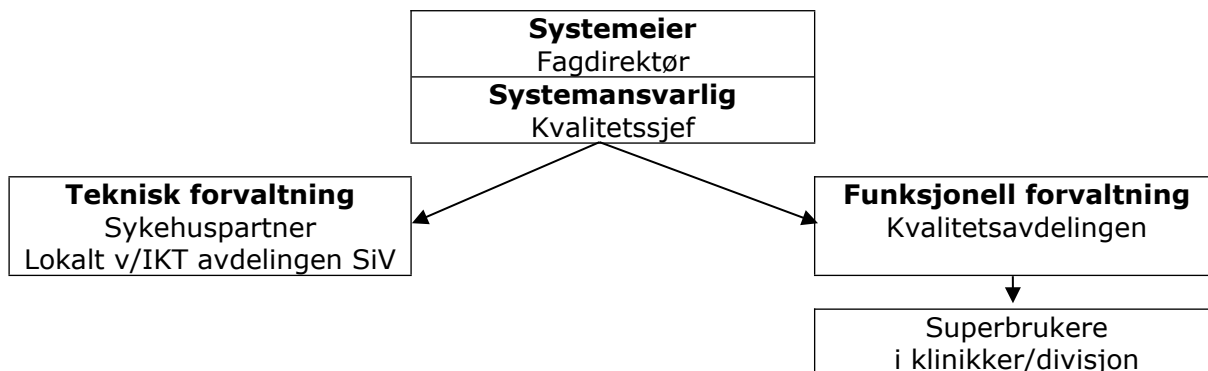 Systemeier
Fagdirektør
Systemansvarlig
Kvalitetssjef
Teknisk forvaltning
Sykehuspartner
Lokalt v/IKT avdelingen SiV
Funksjonell forvaltning
Kvalitetsavdelingen
Superbrukere
i klinikker/divisjon